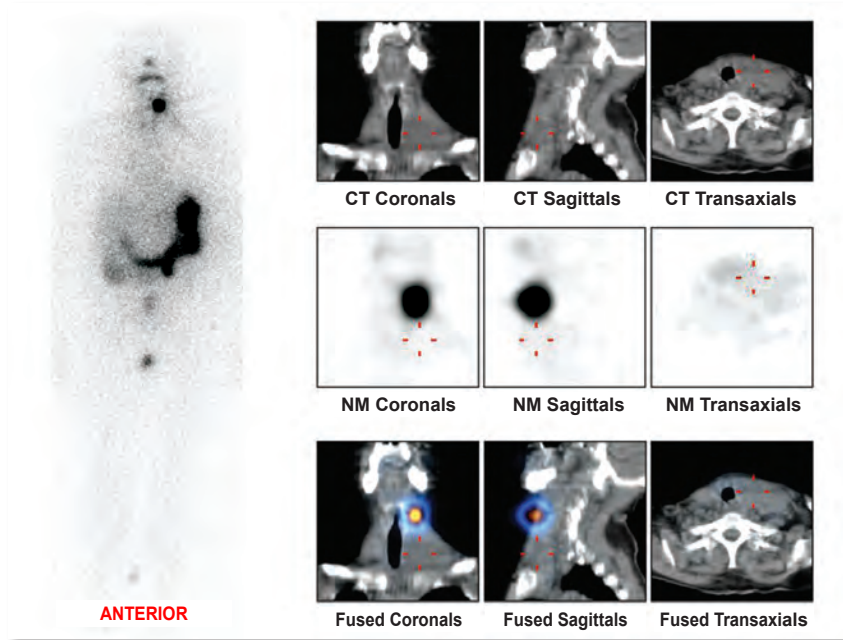 CT Coronals
CT Sagittals
CT Transaxials
NM Coronals
NM Sagittals
NM Transaxials
ANTERIOR
Fused Coronals
Fused Sagittals
Fused Transaxials